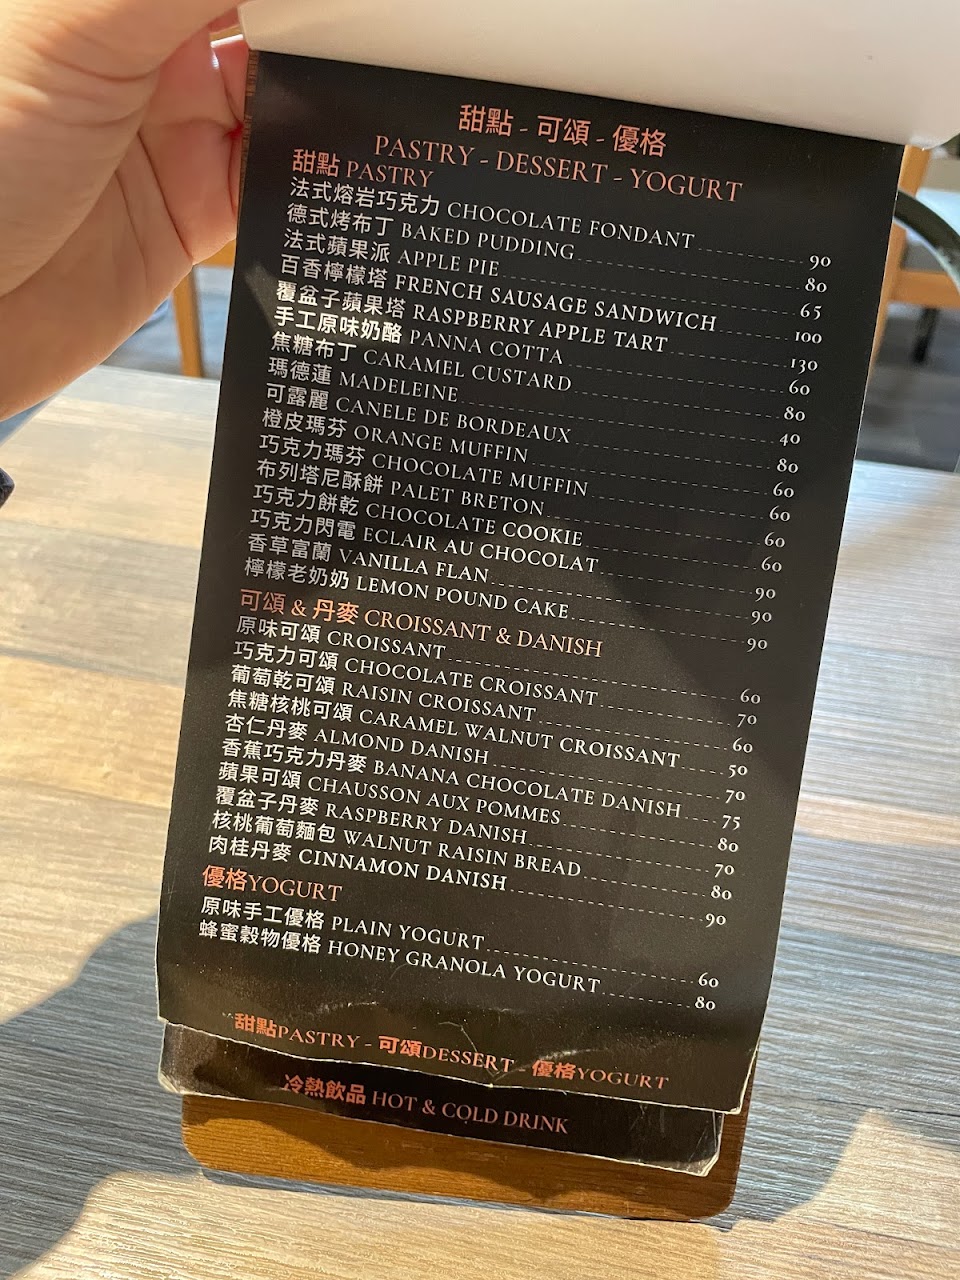 甜點 - 可頌 - 優格
PASTRY - DESSERT - YOGURT
甜點 PASTRY
法式熔岩巧克力 CHOCOLATE FONDANT 90
德式烤布丁 BAKED PUDDING 80
法式蘋果派 APPLE PIE 65
百香檸檬塔 FRENCH SAUSAGE SANDWICH 100
覆盆子蘋果塔 RASPBERRY APPLE TART 130
手工原味奶酪 PANNA COTTA 60
焦糖布丁 CARAMEL CUSTARD 80
瑪德蓮 MADELEINE 40
可露麗 CANELE DE BORDEAUX 80
橙皮瑪芬 ORANGE MUFFIN 60
巧克力瑪芬 CHOCOLATE MUFFIN 60
布列塔尼酥餅 PALET BRETON 60
巧克力餅乾 CHOCOLATE COOKIE 60
巧克力閃電 ECLAIR AU CHOCOLAT 90
香草富蘭 VANILLA FLAN 90
檸檬老奶奶 LEMON POUND CAKE 90
可頌 & 丹麥 CROISSANT & DANISH
原味可頌 CROISSANT 60
巧克力可頌 CHOCOLATE CROISSANT 70
葡萄乾可頌 RAISIN CROISSANT 60
焦糖核桃可頌 CARAMEL WALNUT CROISSANT 50
杏仁丹麥 ALMOND DANISH 70
香蕉巧克力丹麥 BANANA CHOCOLATE DANISH 75
蘋果可頌 CHAUSSON AUX POMMES 80
覆盆子丹麥 RASPBERRY DANISH 70
核桃葡萄麵包 WALNUT RAISIN BREAD 80
肉桂丹麥 CINNAMON DANISH 90
優格YOGURT
原味手工優格 PLAIN YOGURT 60
蜂蜜穀物優格 HONEY GRANOLA YOGURT 80
甜點PASTRY - 可頌DESSERT - 優格YOGURT
冷熱飲品 HOT & COLD DRINK